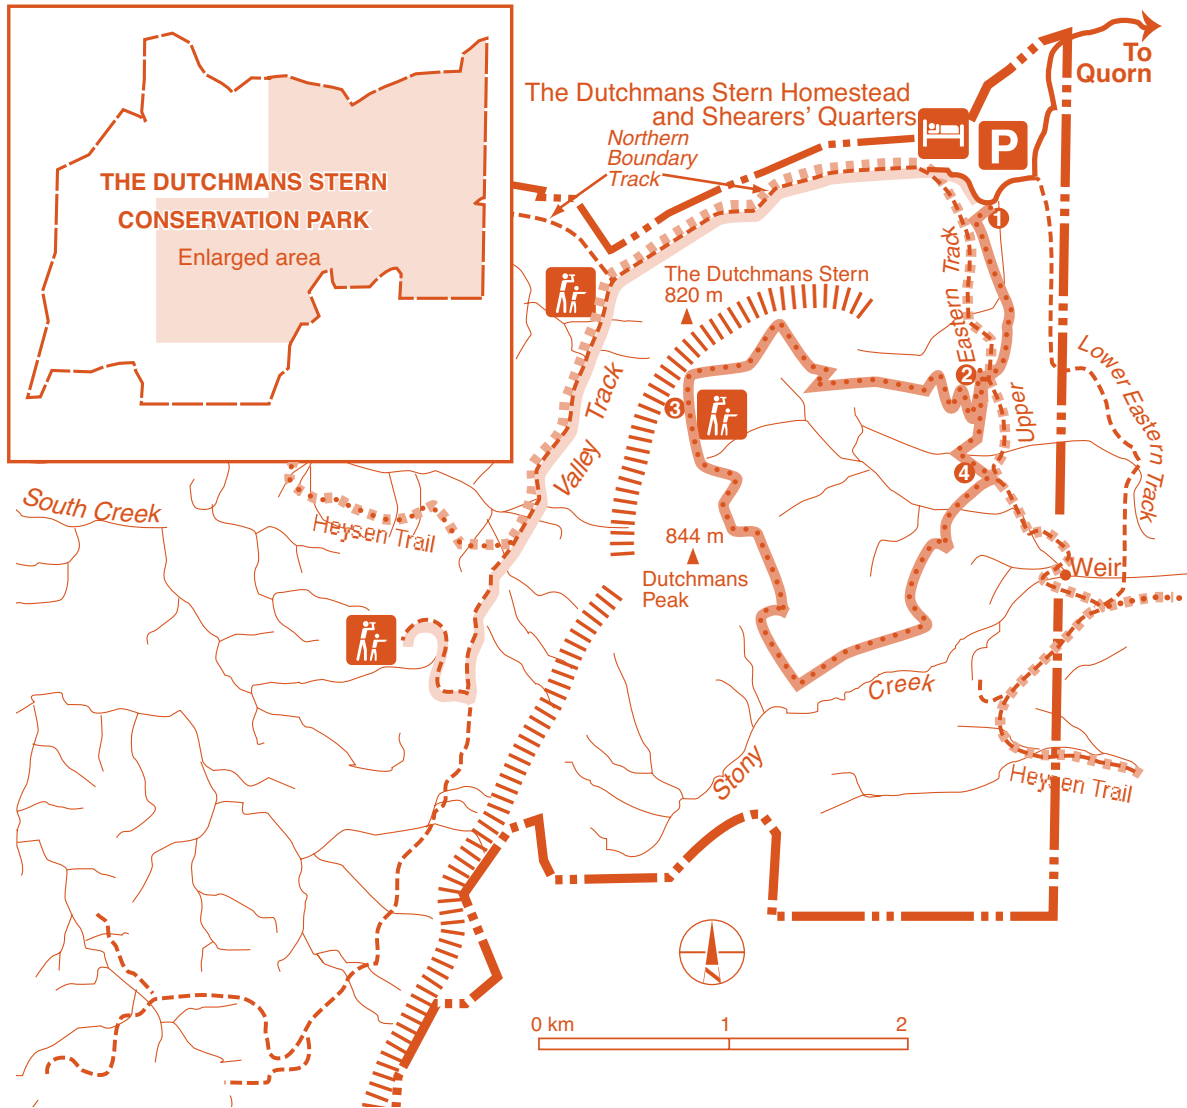 THE DUTCHMANS STERN
CONSERVATION PARK
Enlarged area
To
Quorn
The Dutchmans Stern Homestead
and Shearers' Quarters
P
Northern
Boundary
Track
1
The Dutchmans Stern
820 m
Eastern Track
Upper
2
Lower Eastern Track
3
4
Valley Track
South Creek
Heysen Trail
844 m
Dutchmans
Peak
Weir
Stony
Creek
Heysen Trail
0 km 1 2